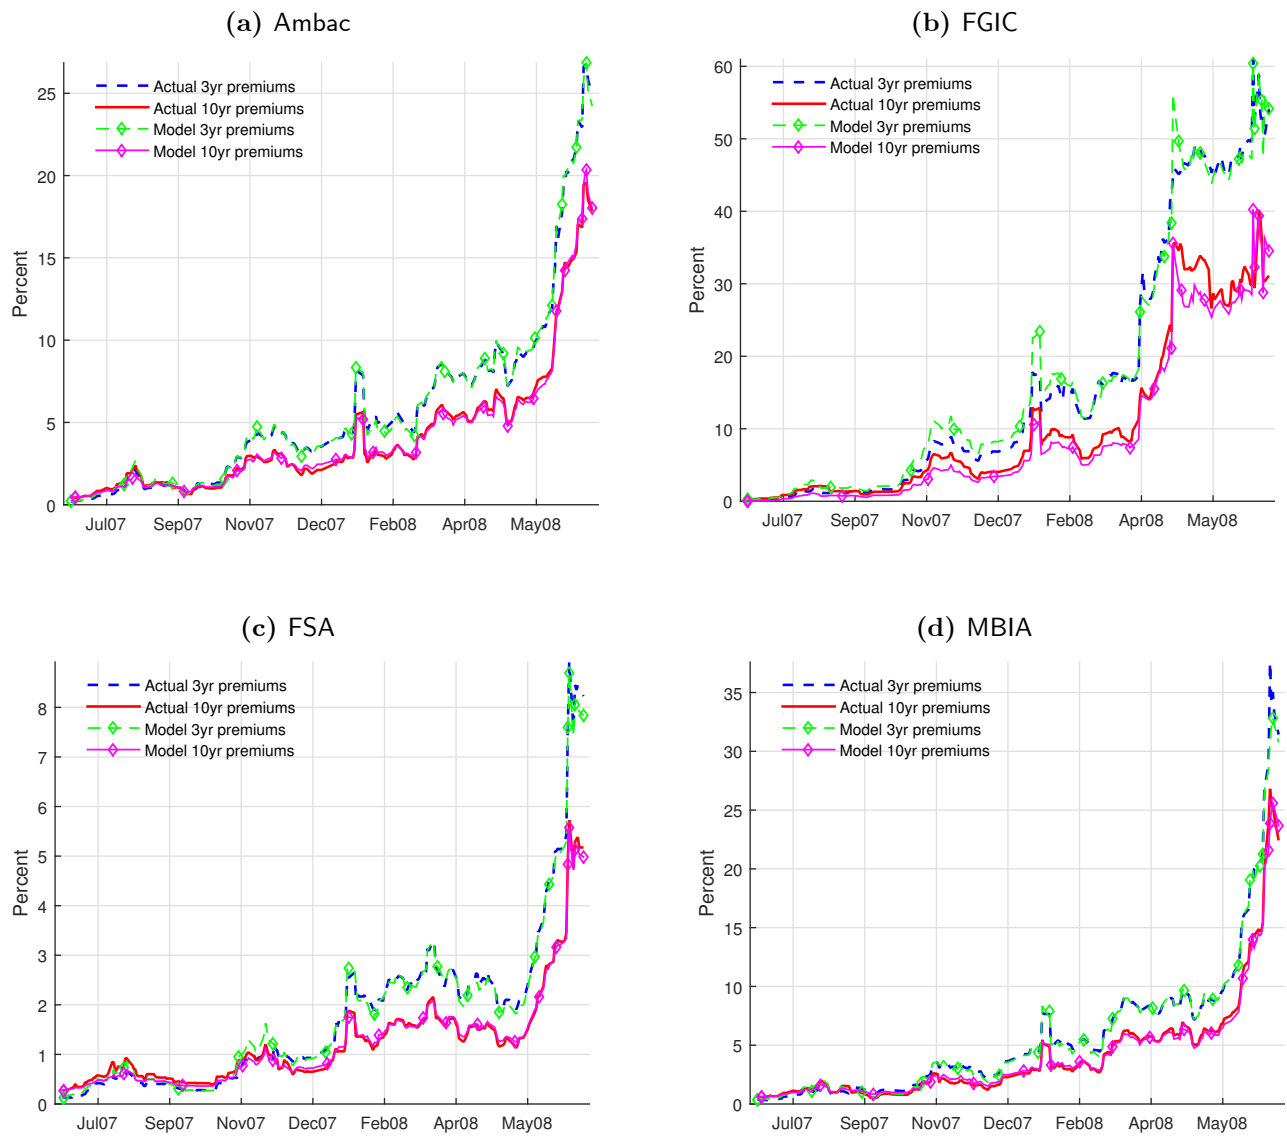 (a) Ambac
Percent
25
20
15
10
5
0
Actual 3yr premiums
Actual 10yr premiums
Model 3yr premiums
Model 10yr premiums
Jul07 Sep07 Nov07 Dec07 Feb08 Apr08 May08
(b) FGIC
Percent
60
50
40
30
20
10
0
Actual 3yr premiums
Actual 10yr premiums
Model 3yr premiums
Model 10yr premiums
Jul07 Sep07 Nov07 Dec07 Feb08 Apr08 May08
(c) FSA
Percent
8
7
6
5
4
3
2
1
0
Actual 3yr premiums
Actual 10yr premiums
Model 3yr premiums
Model 10yr premiums
Jul07 Sep07 Nov07 Dec07 Feb08 Apr08 May08
(d) MBIA
Percent
35
30
25
20
15
10
5
0
Actual 3yr premiums
Actual 10yr premiums
Model 3yr premiums
Model 10yr premiums
Jul07 Sep07 Nov07 Dec07 Feb08 Apr08 May08